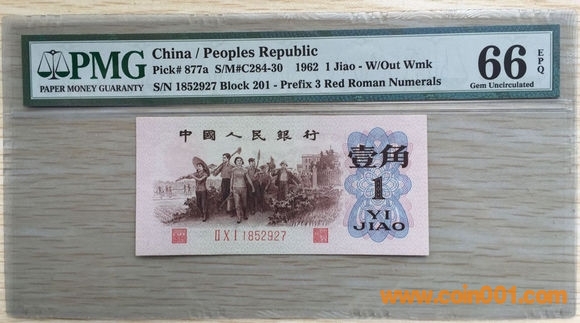 PMG
PAPER MONEY GUARANTY
China / Peoples Republic
Pick# 877a S/M#C284-30 1962 1 Jiao - W/Out Wmk
S/N 1852927 Block 201 - Prefix 3 Red Roman Numerals
66 EPQ
Gem Uncirculated
中國人民銀行
壹角
1
YI
JIAO
II X I 1852927
www.coin001.com